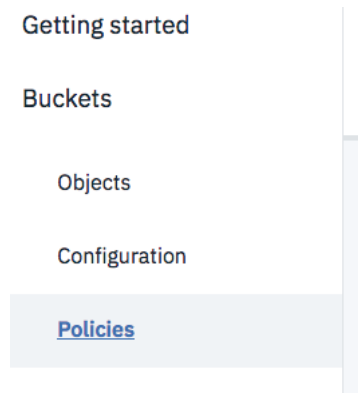 Getting started
Buckets
Objects
Configuration
Policies